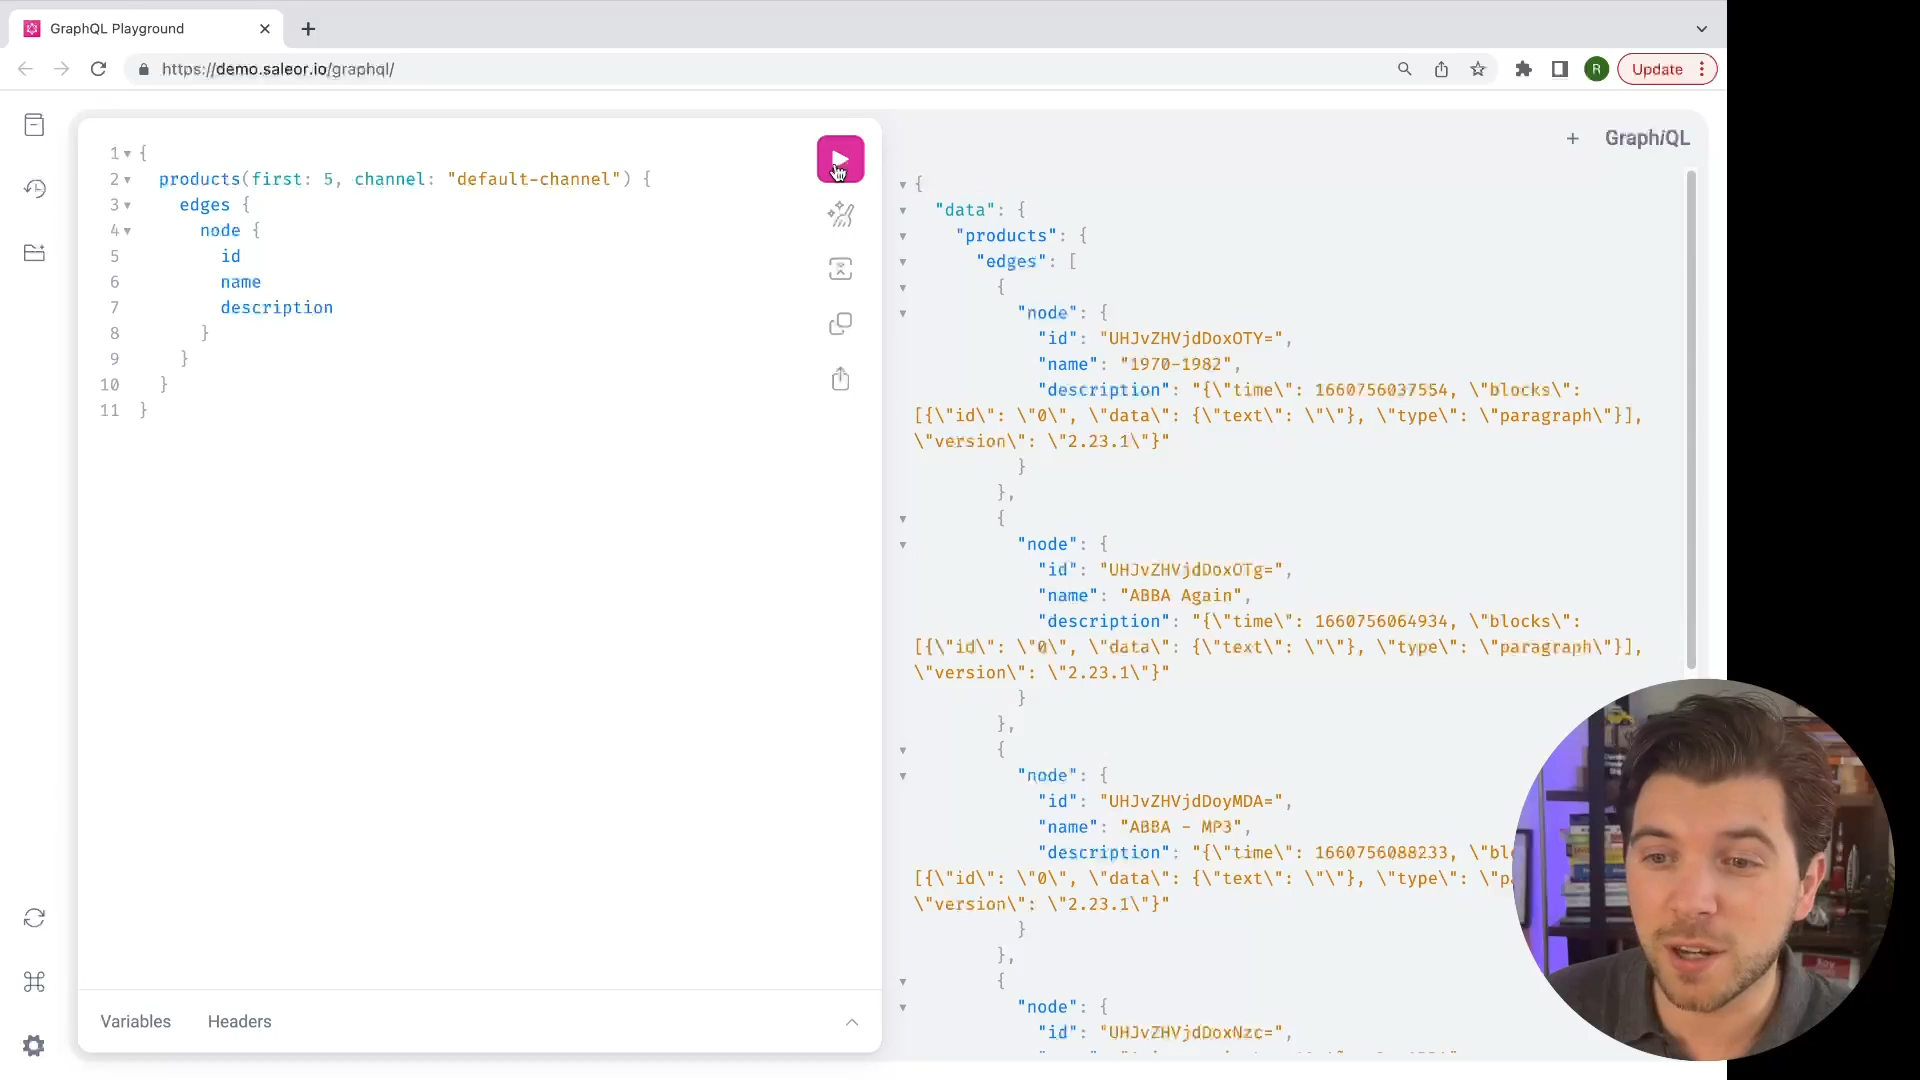 GraphQL Playground
https://demo.saleor.io/graphql/
R
Update
1 {
2 products(first: 5, channel: "default-channel") {
3 edges {
4 node {
5 id
6 name
7 description
8 }
9 }
10 }
11 }
Variables
Headers
+ GraphiQL
{
"data": {
"products": {
"edges": [
{
"node": {
"id": "UHJvZHVjdDoxOTY=",
"name": "1970-1982",
"description": "{\"time\": 1660756037554, \"blocks\":
[{\"id\": \"0\", \"data\": {\"text\": \"\"}, \"type\": \"paragraph\"}],
\"version\": \"2.23.1\"}"
}
},
{
"node": {
"id": "UHJvZHVjdDoxOTg=",
"name": "ABBA Again",
"description": "{\"time\": 1660756064934, \"blocks\":
[{\"id\": \"0\", \"data\": {\"text\": \"\"}, \"type\": \"paragraph\"}],
\"version\": \"2.23.1\"}"
}
},
{
"node": {
"id": "UHJvZHVjdDoyMDA=",
"name": "ABBA - MP3",
"description": "{\"time\": 1660756088233, \"bl
[{\"id\": \"0\", \"data\": {\"text\": \"\"}, \"type\": \"p
\"version\": \"2.23.1\"}"
}
},
{
"node": {
"id": "UHJvZHVjdDoxNzc=",